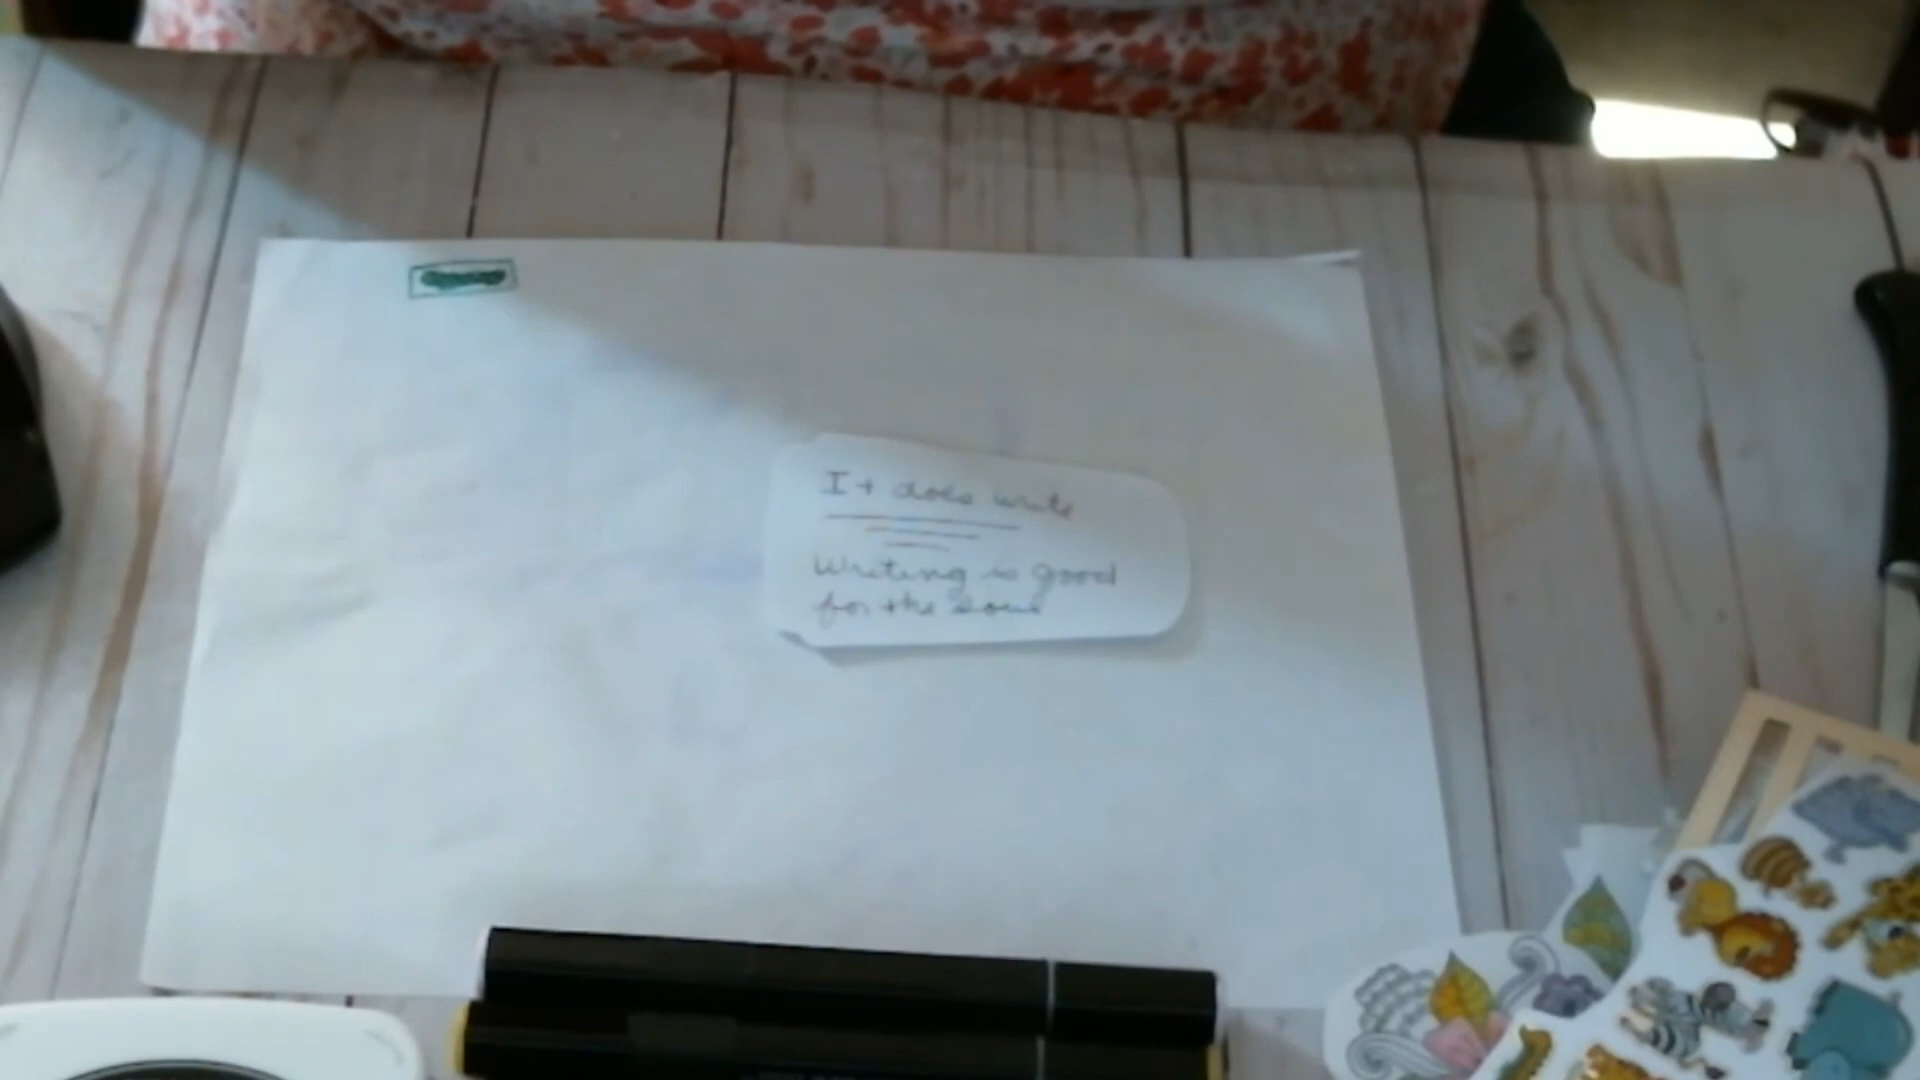 It does write
Writing is good
for the soul